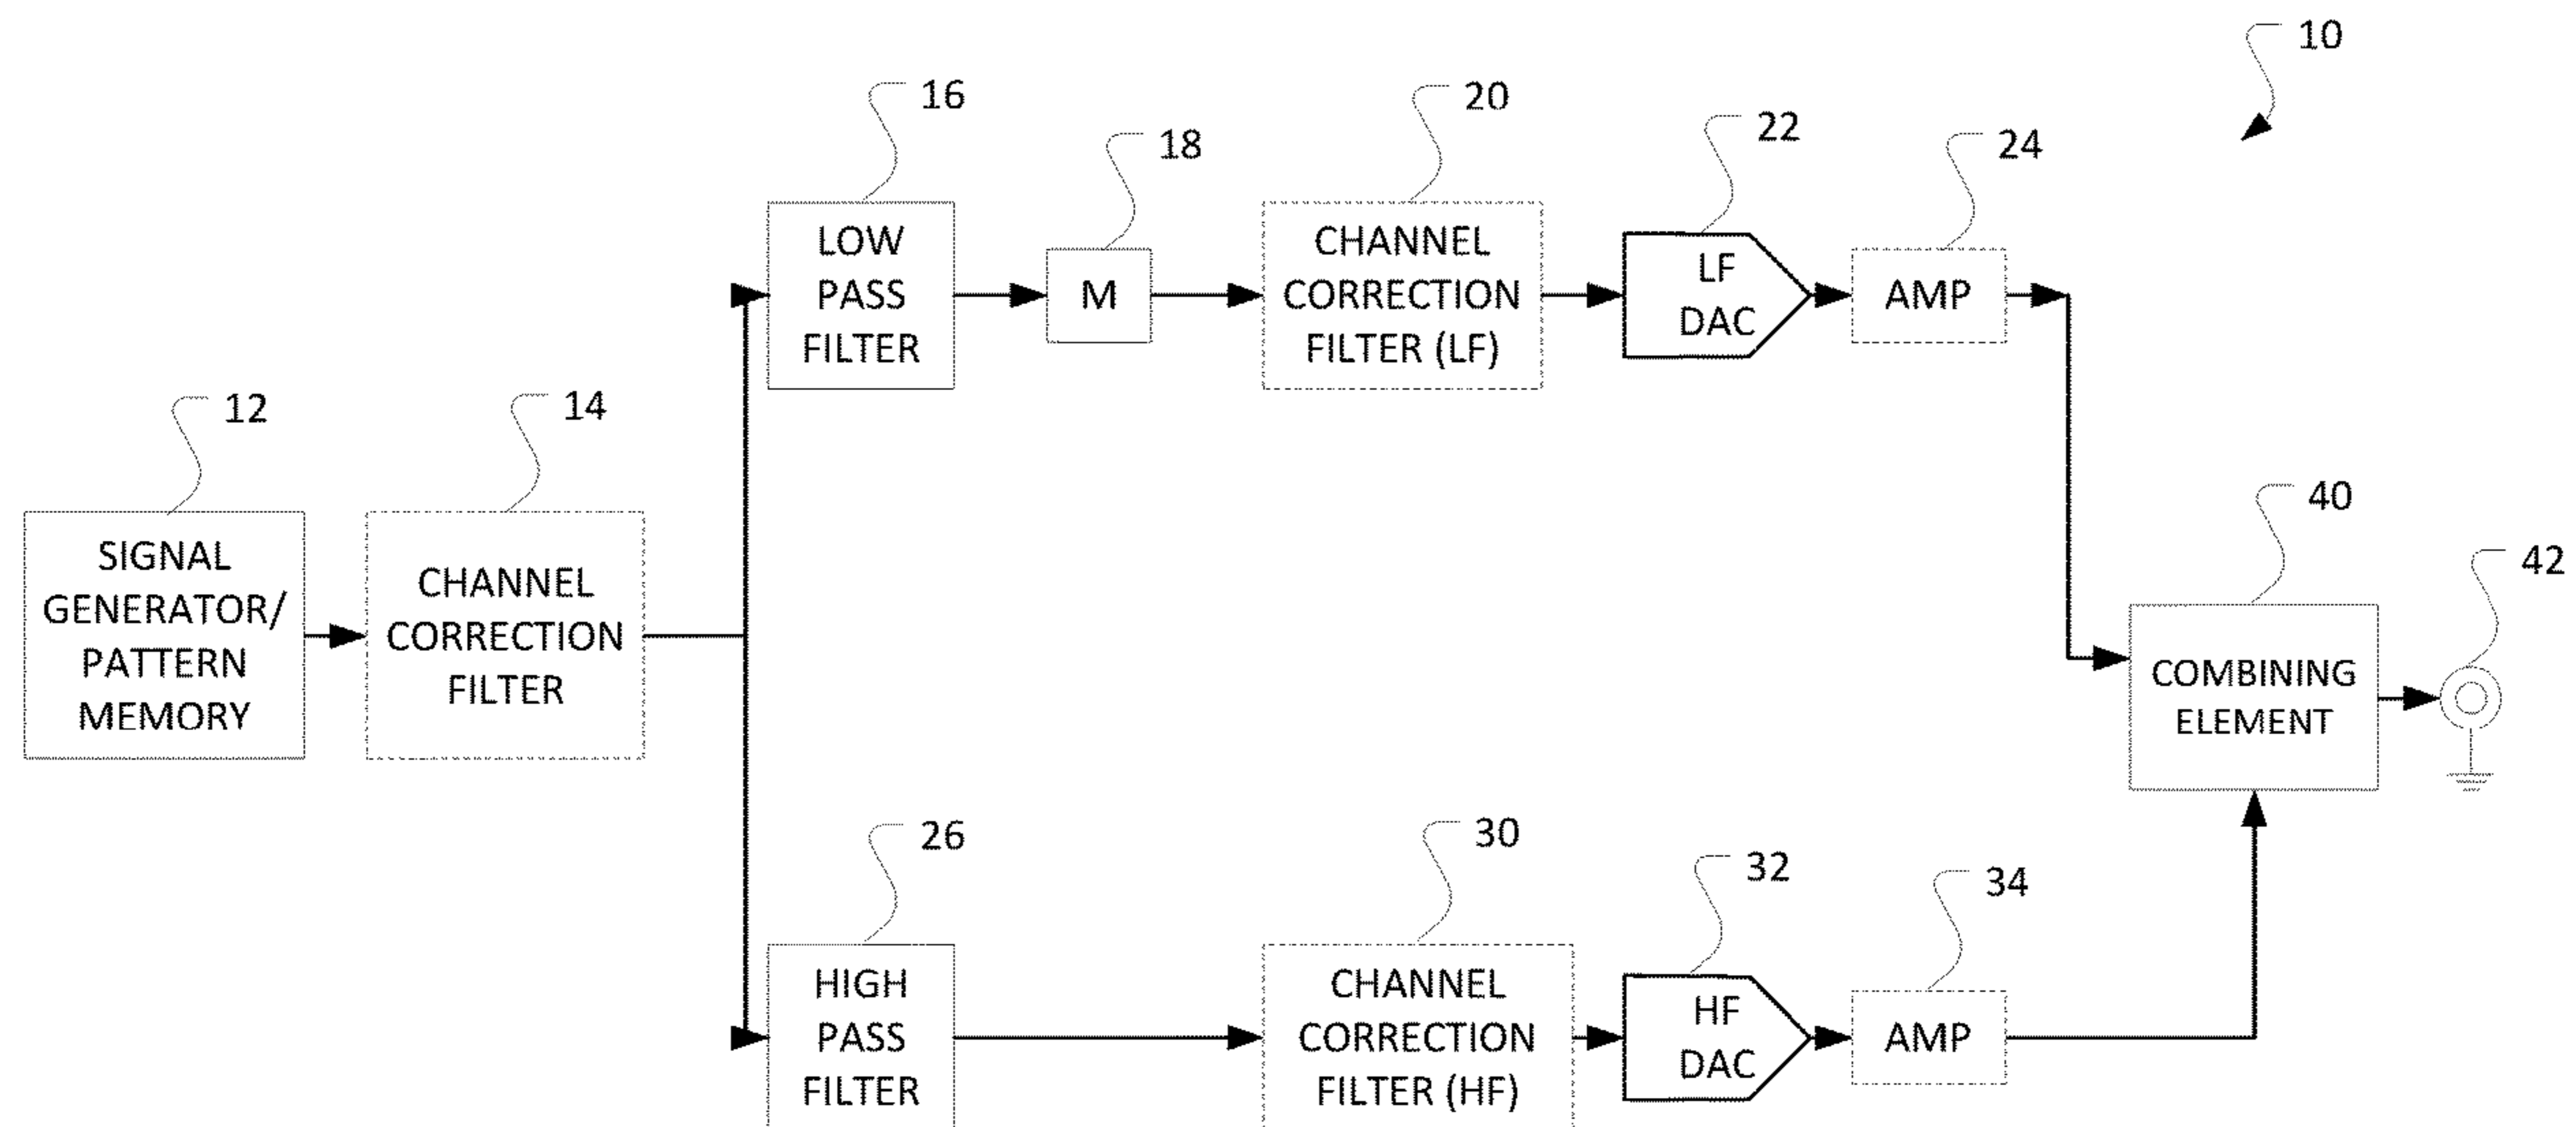 10
16
18
20
22
24
LOW
PASS
FILTER
M
CHANNEL
CORRECTION
FILTER (LF)
LF
DAC
AMP
12
14
SIGNAL
GENERATOR/
PATTERN
MEMORY
CHANNEL
CORRECTION
FILTER
40
42
COMBINING
ELEMENT
26
30
32
34
HIGH
PASS
FILTER
CHANNEL
CORRECTION
FILTER (HF)
HF
DAC
AMP